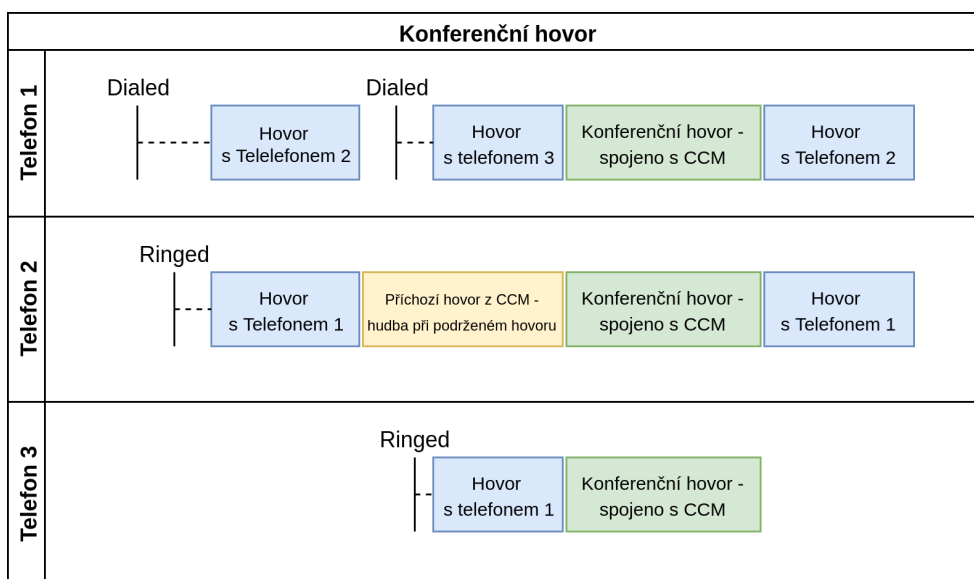 Konferenční hovor
Telefon 1
Dialed
Dialed
Hovor
s Telelefonem 2
Hovor
s telefonem 3
Konferenční hovor -
spojeno s CCM
Hovor
s Telefonem 2
Telefon 2
Ringed
Hovor
s Telefonem 1
Příchozí hovor z CCM -
hudba při podrženém hovoru
Konferenční hovor -
spojeno s CCM
Hovor
s Telefonem 1
Telefon 3
Ringed
Hovor
s telefonem 1
Konferenční hovor -
spojeno s CCM